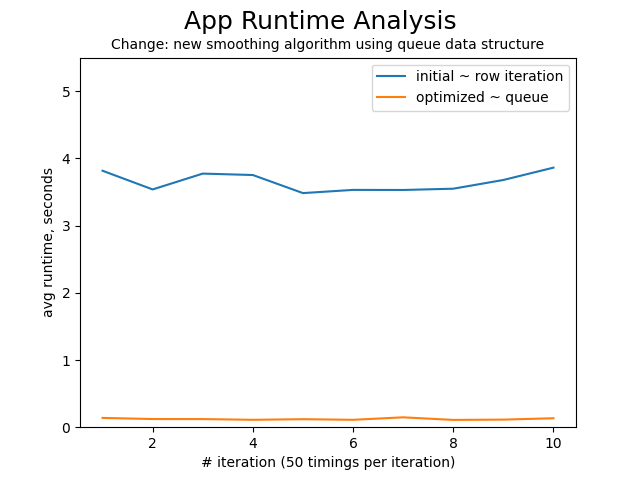 App Runtime Analysis
Change: new smoothing algorithm using queue data structure
initial ~ row iteration
optimized ~ queue
avg runtime, seconds
5
4
3
2
1
0
2 4 6 8 10
# iteration (50 timings per iteration)